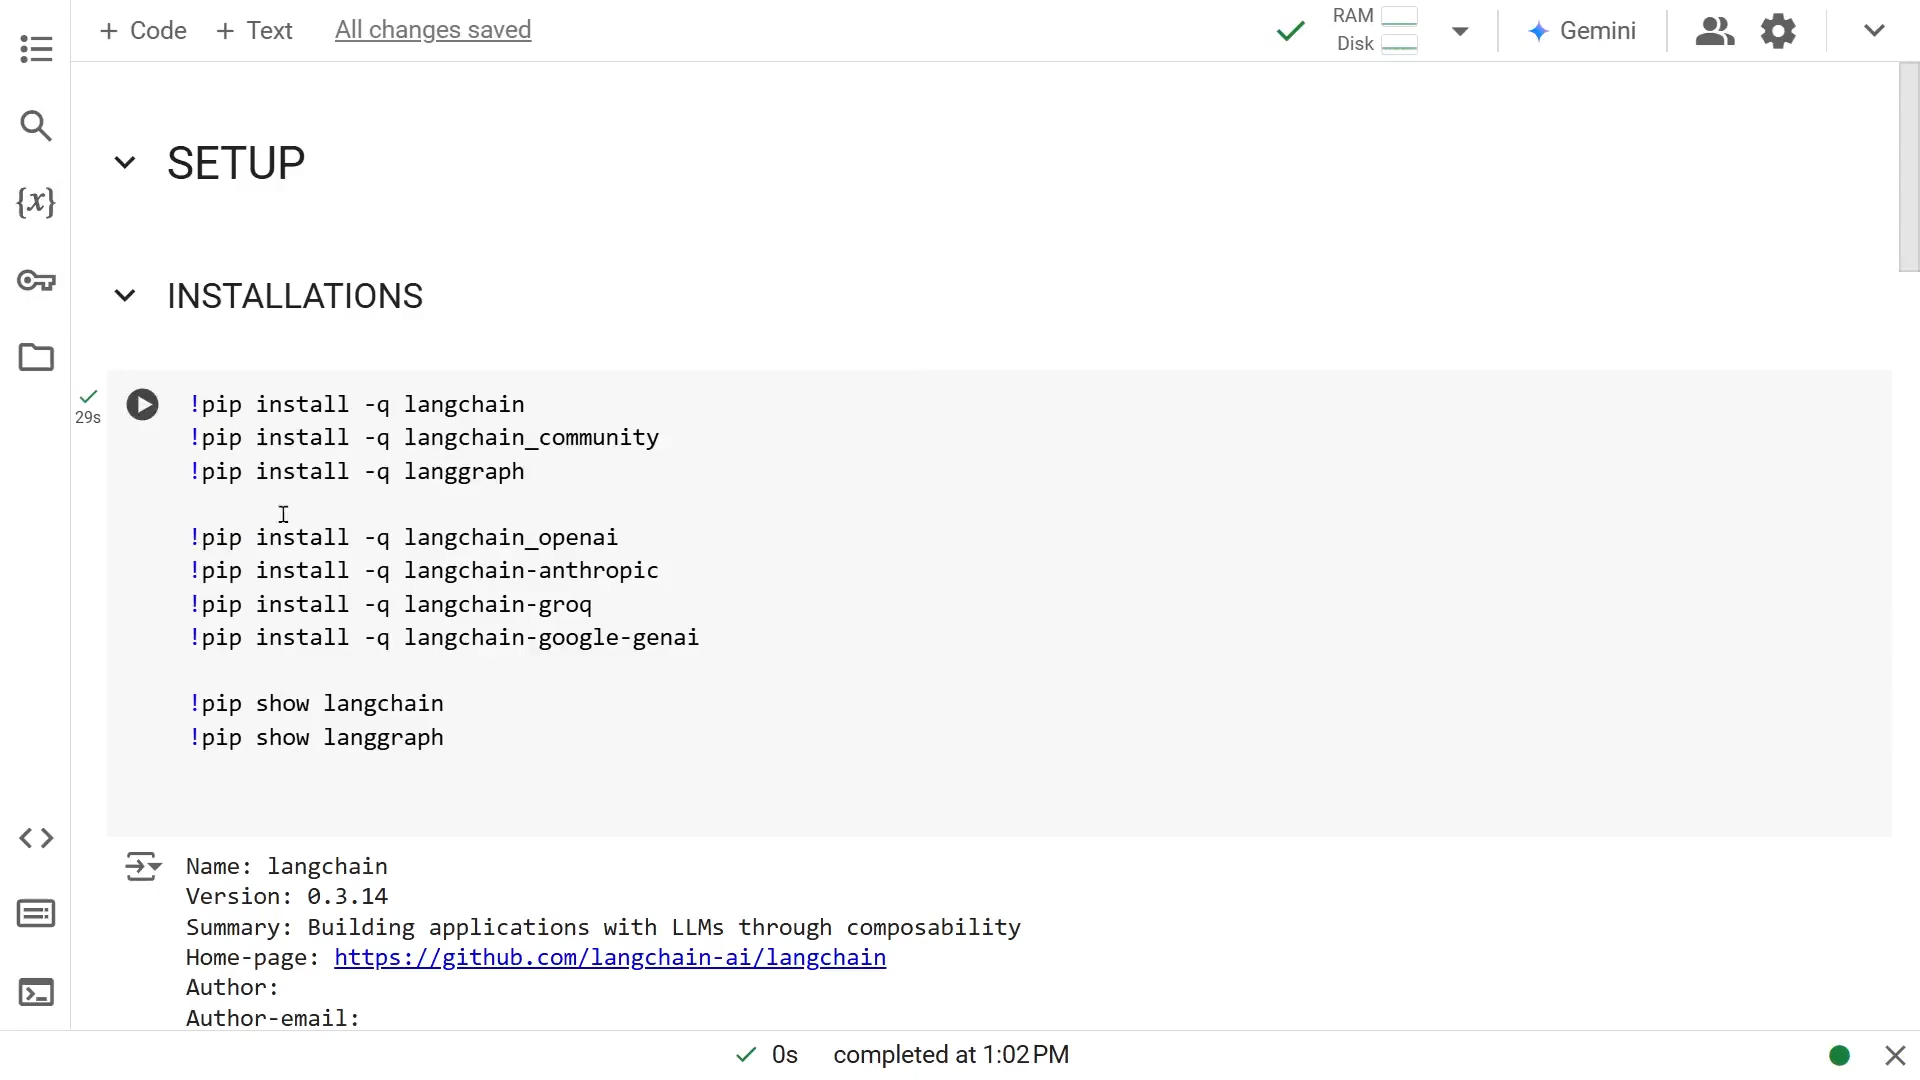 + Code + Text All changes saved RAM Disk Gemini
SETUP
{x}
INSTALLATIONS
29s
!pip install -q langchain
!pip install -q langchain_community
!pip install -q langgraph
!pip install -q langchain_openai
!pip install -q langchain-anthropic
!pip install -q langchain-groq
!pip install -q langchain-google-genai
!pip show langchain
!pip show langgraph
Name: langchain
Version: 0.3.14
Summary: Building applications with LLMs through composability
Home-page: https://github.com/langchain-ai/langchain
Author:
Author-email:
0s completed at 1:02 PM